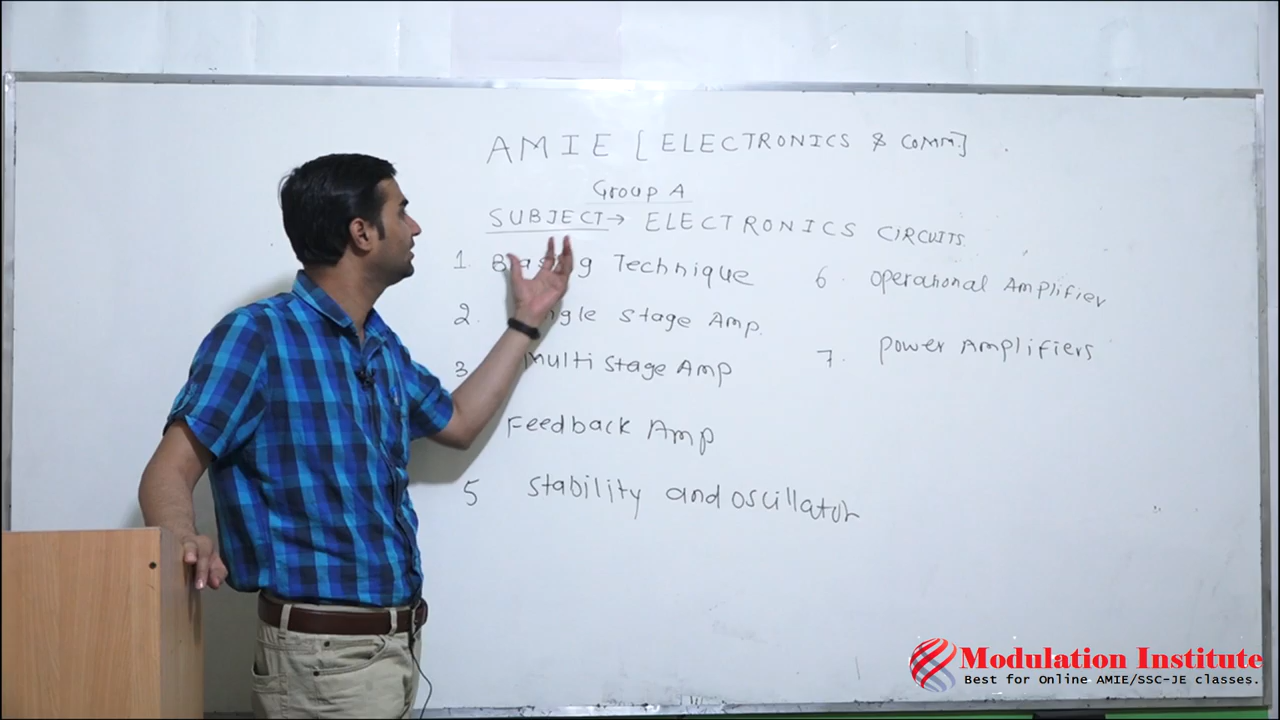 AMIE [ELECTRONICS & COMM.]
Group A
SUBJECT → ELECTRONICS CIRCUITS
1. Technique
2. Stage Amp.
3. Multi Stage Amp
Feedback Amp
5 Stability and oscillator
6. Operational Amplifier
7. Power Amplifiers
Modulation Institute
Best for Online AMIE/SSC-JE classes.